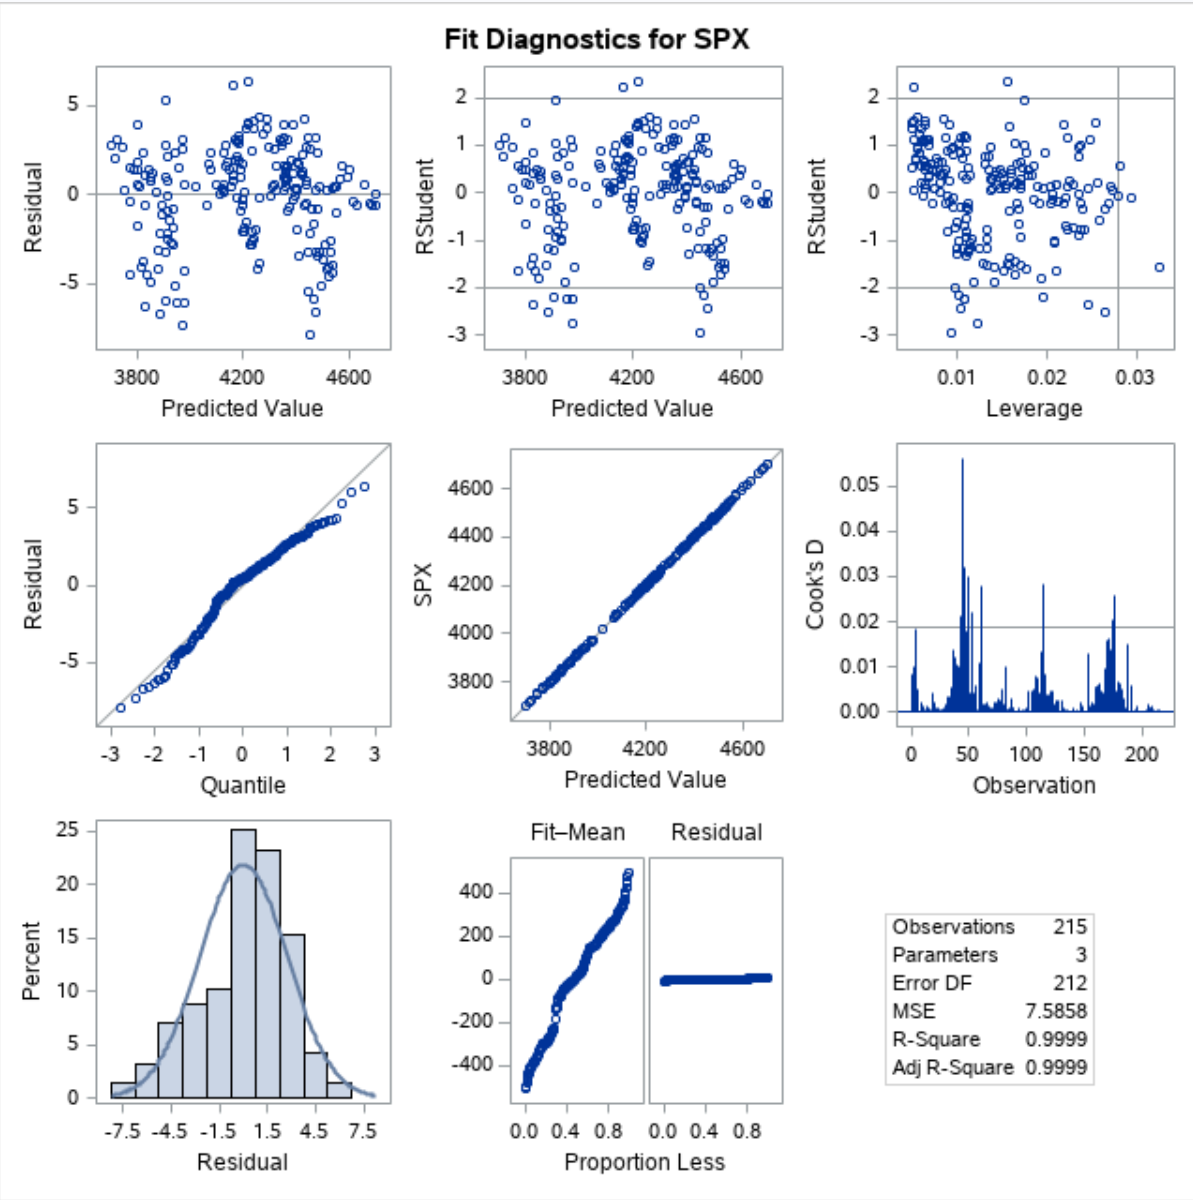 Fit Diagnostics for SPX
5
0
-5
Residual
3800 4200 4600
Predicted Value
2
1
0
-1
-2
-3
RStudent
3800 4200 4600
Predicted Value
2
1
0
-1
-2
-3
RStudent
0.01 0.02 0.03
Leverage
5
0
-5
Residual
-3 -2 -1 0 1 2 3
Quantile
4600
4400
4200
4000
3800
SPX
3800 4200 4600
Predicted Value
0.05
0.04
0.03
0.02
0.01
0.00
Cook's D
0 50 100 150 200
Observation
25
20
15
10
5
0
Percent
-7.5 -4.5 -1.5 1.5 4.5 7.5
Residual
Fit–Mean Residual
400
200
0
-200
-400
0.0 0.4 0.8 0.0 0.4 0.8
Proportion Less
Observations 215
Parameters 3
Error DF 212
MSE 7.5858
R-Square 0.9999
Adj R-Square 0.9999